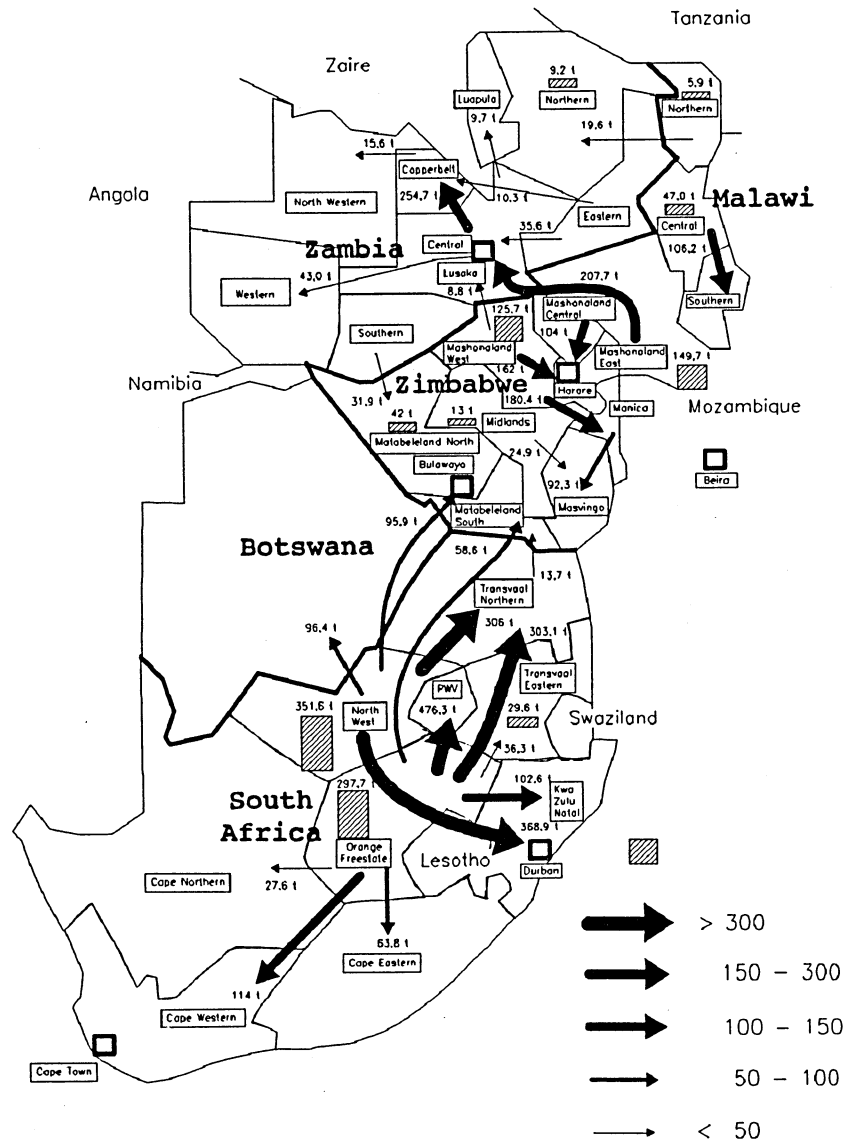 Tanzania
Zaire
9,2 t
5,9 t
Luapula
Northern
Northern
9,7 t
19,6 t
15,6 t
Copperbelt
Angola
254,7 t
10,3 t
47,0 t
Malawi
North Western
Eastern
Central
35,6 t
106,2 t
Zambia
Central
43,0 t
Lusaka
207,7 t
Western
8,8 t
Southern
125,7 t
Mashonaland
Central
Southern
104 t
Mashonaland
West
Mashonaland
East
149,7 t
Namibia
162 t
Zimbabwe
Harare
31,9 t
180,4 t
Manica
Mozambique
42 t
13 t
Midlands
Matabeleland North
24,9 t
Bulawayo
92,3 t
Beira
Matabeleland
South
Masvingo
95,9 t
Botswana
58,6 t
13,7 t
Transvaal
Northern
306 t
303,1 t
96,4 t
Transvaal
Eastern
PWV
351,6 t
North
West
476,3 t
29,6 t
Swaziland
36,3 t
297,7 t
102,6 t
Kwa
Zulu
Natal
South
Africa
368,9 t
Orange
Freestate
Lesotho
Durban
Cape Northern
27,6 t
> 300
63,8 t
Cape Eastern
150 - 300
114 t
Cape Western
100 - 150
Cape Town
50 - 100
< 50